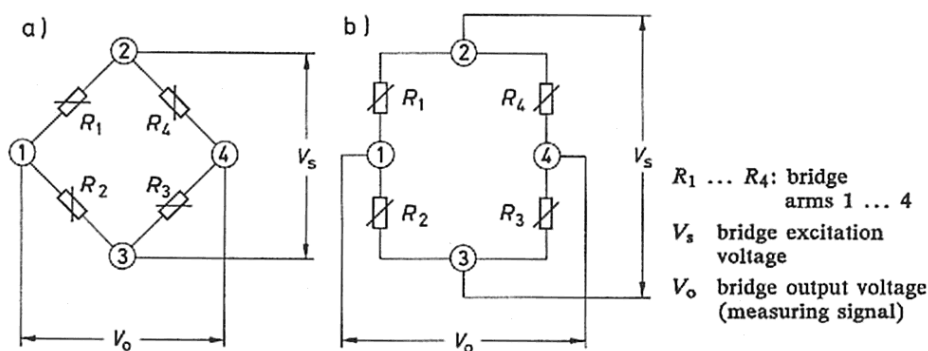 a)
2
R₁
R₄
1
4
Vₛ
R₂
R₃
3
Vₒ
b)
2
R₁
R₄
1
4
Vₛ
R₂
R₃
3
Vₒ
R₁ ... R₄: bridge
arms 1 ... 4
Vₛ bridge excitation
voltage
Vₒ bridge output voltage
(measuring signal)